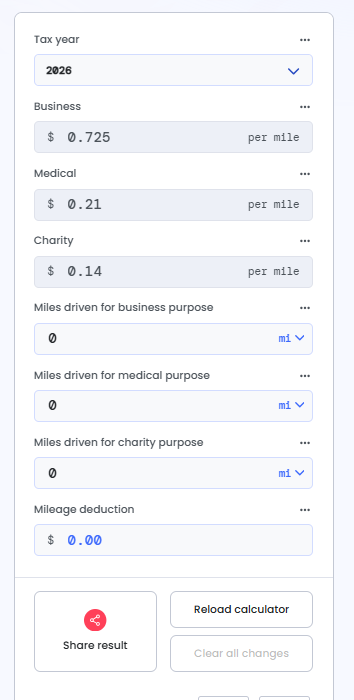 Tax year
2026
Business
$ 0.725 per mile
Medical
$ 0.21 per mile
Charity
$ 0.14 per mile
Miles driven for business purpose
0 mi
Miles driven for medical purpose
0 mi
Miles driven for charity purpose
0 mi
Mileage deduction
$ 0.00
Share result
Reload calculator
Clear all changes